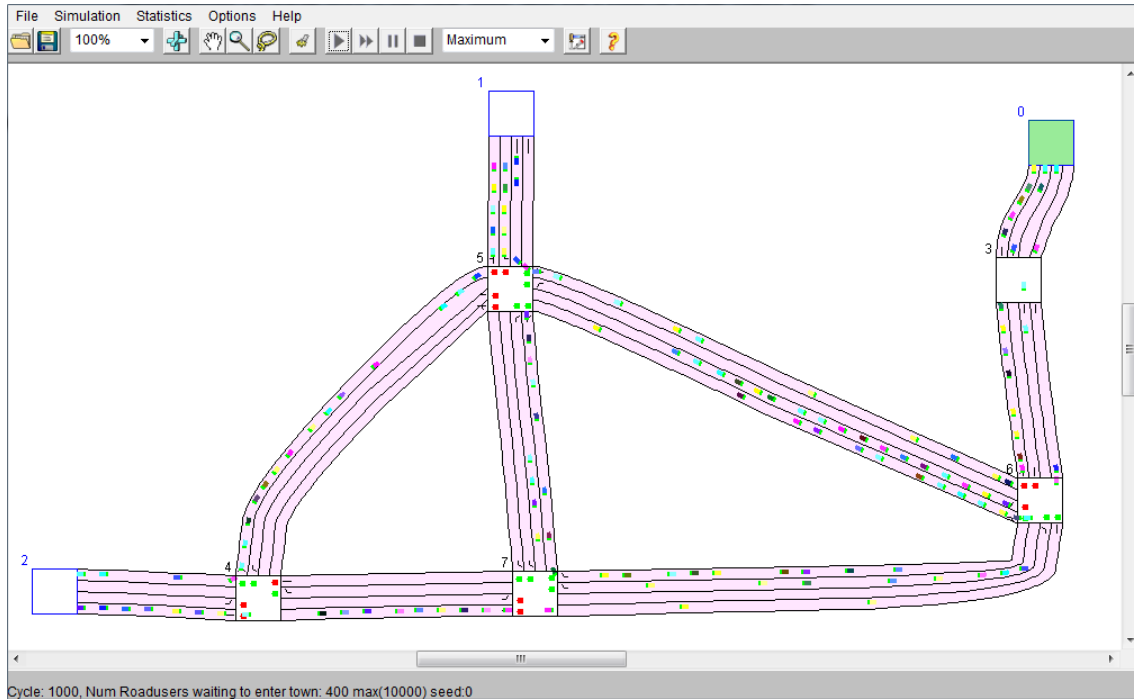 File Simulation Statistics Options Help
100% Maximum
1
0
5
3
6
2
4
7
Cycle: 1000, Num Roadusers waiting to enter town: 400 max(10000) seed:0